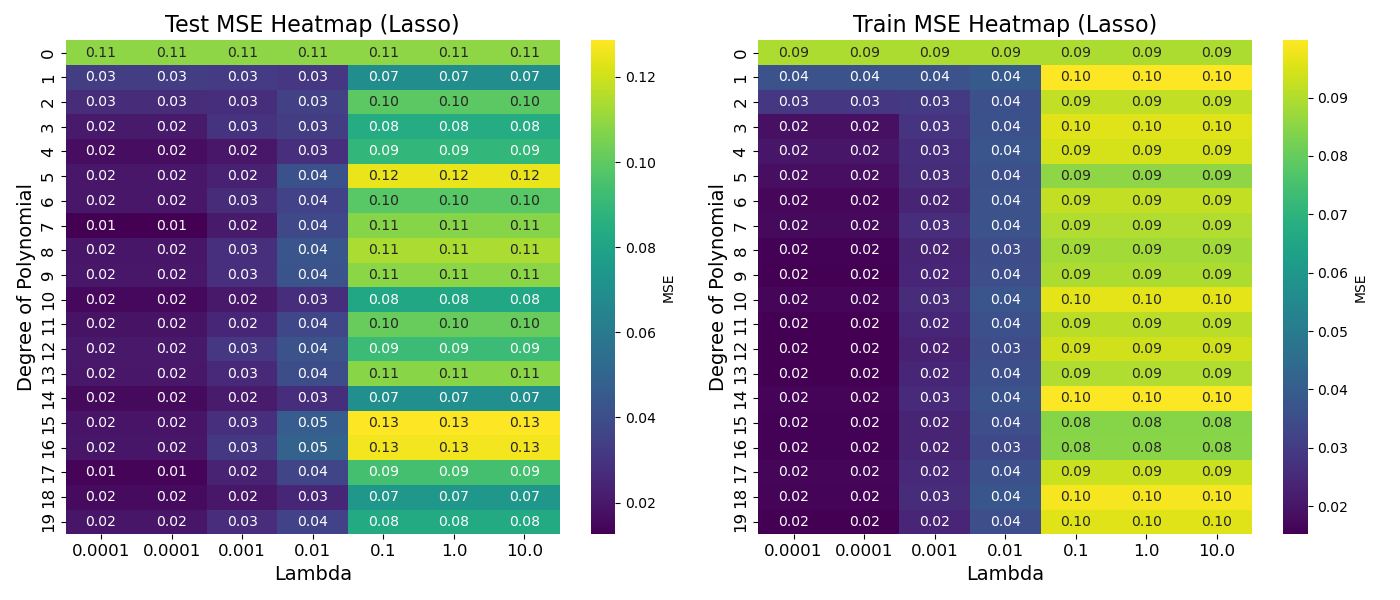 Test MSE Heatmap (Lasso)
Degree of Polynomial
0 0.11 0.11 0.11 0.11 0.11 0.11 0.11
1 0.03 0.03 0.03 0.03 0.07 0.07 0.07
2 0.03 0.03 0.03 0.03 0.10 0.10 0.10
3 0.02 0.02 0.03 0.03 0.08 0.08 0.08
4 0.02 0.02 0.02 0.03 0.09 0.09 0.09
5 0.02 0.02 0.02 0.04 0.12 0.12 0.12
6 0.02 0.02 0.03 0.04 0.10 0.10 0.10
7 0.01 0.01 0.02 0.04 0.11 0.11 0.11
8 0.02 0.02 0.03 0.04 0.11 0.11 0.11
9 0.02 0.02 0.03 0.04 0.11 0.11 0.11
10 0.02 0.02 0.02 0.03 0.08 0.08 0.08
11 0.02 0.02 0.02 0.04 0.10 0.10 0.10
12 0.02 0.02 0.03 0.04 0.09 0.09 0.09
13 0.02 0.02 0.03 0.04 0.11 0.11 0.11
14 0.02 0.02 0.02 0.03 0.07 0.07 0.07
15 0.02 0.02 0.03 0.05 0.13 0.13 0.13
16 0.02 0.02 0.03 0.05 0.13 0.13 0.13
17 0.01 0.01 0.02 0.04 0.09 0.09 0.09
18 0.02 0.02 0.02 0.03 0.07 0.07 0.07
19 0.02 0.02 0.03 0.04 0.08 0.08 0.08
0.0001 0.0001 0.001 0.01 0.1 1.0 10.0
Lambda
0.12
0.10
0.08
0.06
0.04
0.02
MSE
Train MSE Heatmap (Lasso)
Degree of Polynomial
0 0.09 0.09 0.09 0.09 0.09 0.09 0.09
1 0.04 0.04 0.04 0.04 0.10 0.10 0.10
2 0.03 0.03 0.03 0.04 0.09 0.09 0.09
3 0.02 0.02 0.03 0.04 0.10 0.10 0.10
4 0.02 0.02 0.03 0.04 0.09 0.09 0.09
5 0.02 0.02 0.03 0.04 0.09 0.09 0.09
6 0.02 0.02 0.02 0.04 0.09 0.09 0.09
7 0.02 0.02 0.03 0.04 0.09 0.09 0.09
8 0.02 0.02 0.02 0.03 0.09 0.09 0.09
9 0.02 0.02 0.02 0.04 0.09 0.09 0.09
10 0.02 0.02 0.03 0.04 0.10 0.10 0.10
11 0.02 0.02 0.02 0.04 0.09 0.09 0.09
12 0.02 0.02 0.02 0.03 0.09 0.09 0.09
13 0.02 0.02 0.02 0.04 0.09 0.09 0.09
14 0.02 0.02 0.03 0.04 0.10 0.10 0.10
15 0.02 0.02 0.02 0.04 0.08 0.08 0.08
16 0.02 0.02 0.02 0.03 0.08 0.08 0.08
17 0.02 0.02 0.02 0.04 0.09 0.09 0.09
18 0.02 0.02 0.03 0.04 0.10 0.10 0.10
19 0.02 0.02 0.02 0.04 0.10 0.10 0.10
0.0001 0.0001 0.001 0.01 0.1 1.0 10.0
Lambda
0.09
0.08
0.07
0.06
0.05
0.04
0.03
0.02
MSE